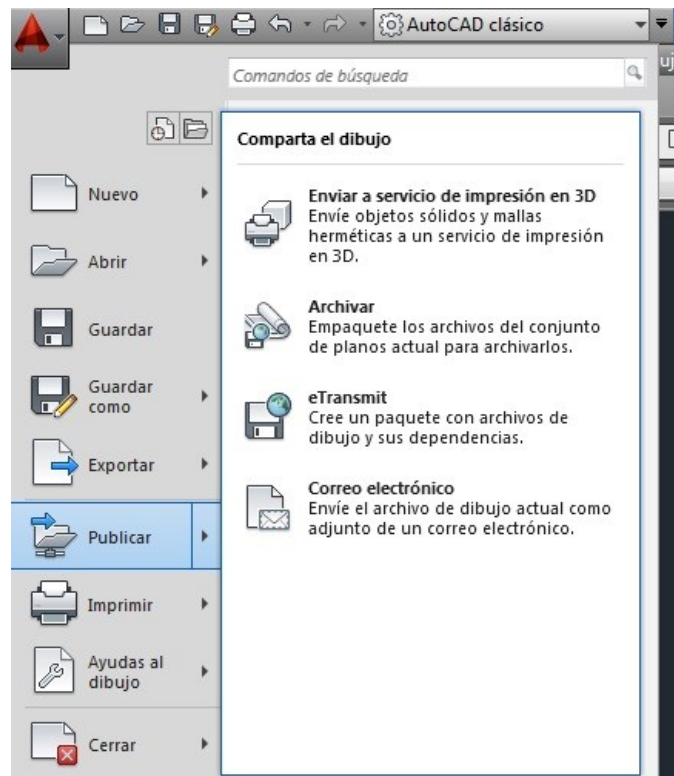 AutoCAD clásico
Comandos de búsqueda
Comparta el dibujo
Nuevo
Abrir
Guardar
Guardar
como
Exportar
Publicar
Imprimir
Ayudas al
dibujo
Cerrar
Enviar a servicio de impresión en 3D
Envíe objetos sólidos y mallas
herméticas a un servicio de impresión
en 3D.
Archivar
Empaquete los archivos del conjunto
de planos actual para archivarlos.
eTransmit
Cree un paquete con archivos de
dibujo y sus dependencias.
Correo electrónico
Envíe el archivo de dibujo actual como
adjunto de un correo electrónico.